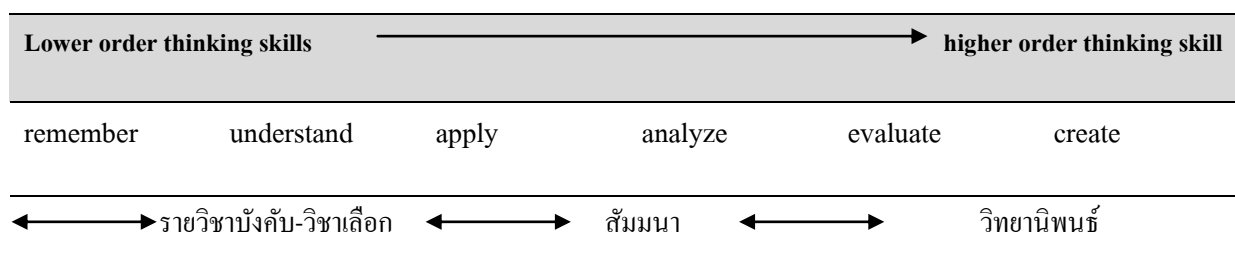 Lower order thinking skills higher order thinking skill
remember understand apply analyze evaluate create
รายวิชาบังคับ-วิชาเลือก สัมมนา วิทยานิพนธ์